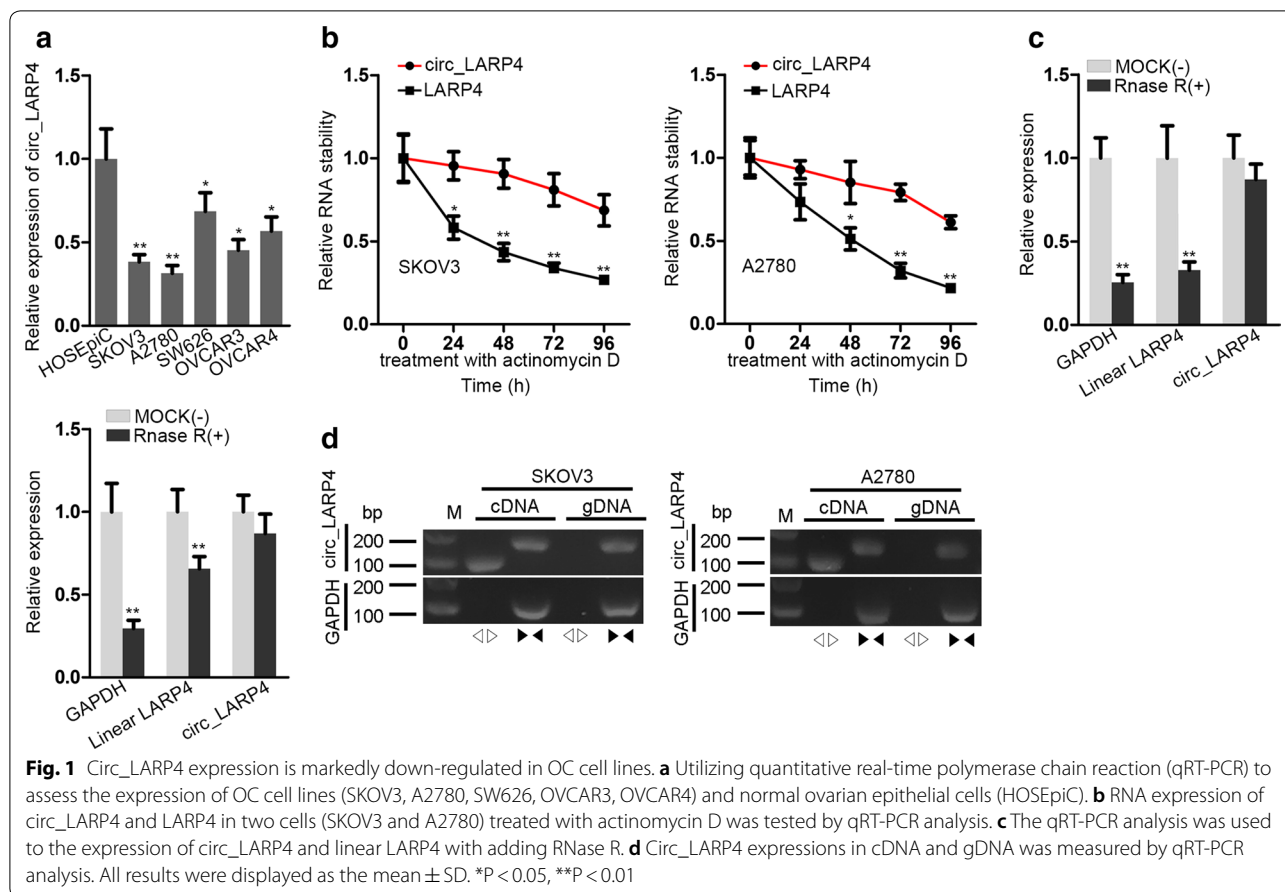 a
Relative expression of circ_LARP4
1.5
1.0
0.5
0.0
**
**
*
*
*
HOSEpiC
SKOV3
A2780
SW626
OVCAR3
OVCAR4
b
circ_LARP4
LARP4
Relative RNA stability
1.5
1.0
0.5
0.0
*
**
**
**
SKOV3
0 24 48 72 96
treatment with actinomycin D
Time (h)
circ_LARP4
LARP4
Relative RNA stability
1.5
1.0
0.5
0.0
*
**
**
A2780
0 24 48 72 96
treatment with actinomycin D
Time (h)
c
MOCK(-)
Rnase R(+)
Relative expression
1.5
1.0
0.5
0.0
**
**
GAPDH
Linear LARP4
circ_LARP4
MOCK(-)
Rnase R(+)
Relative expression
1.5
1.0
0.5
0.0
**
**
GAPDH
Linear LARP4
circ_LARP4
d
SKOV3
bp M cDNA gDNA
circ_LARP4
200
100
GAPDH
200
100
A2780
bp M cDNA gDNA
circ_LARP4
200
100
GAPDH
200
100
Fig. 1 Circ_LARP4 expression is markedly down-regulated in OC cell lines. a Utilizing quantitative real-time polymerase chain reaction (qRT-PCR) to
assess the expression of OC cell lines (SKOV3, A2780, SW626, OVCAR3, OVCAR4) and normal ovarian epithelial cells (HOSEpiC). b RNA expression of
circ_LARP4 and LARP4 in two cells (SKOV3 and A2780) treated with actinomycin D was tested by qRT-PCR analysis. c The qRT-PCR analysis was used
to the expression of circ_LARP4 and linear LARP4 with adding RNase R. d Circ_LARP4 expressions in cDNA and gDNA was measured by qRT-PCR
analysis. All results were displayed as the mean ± SD. *P < 0.05, **P < 0.01